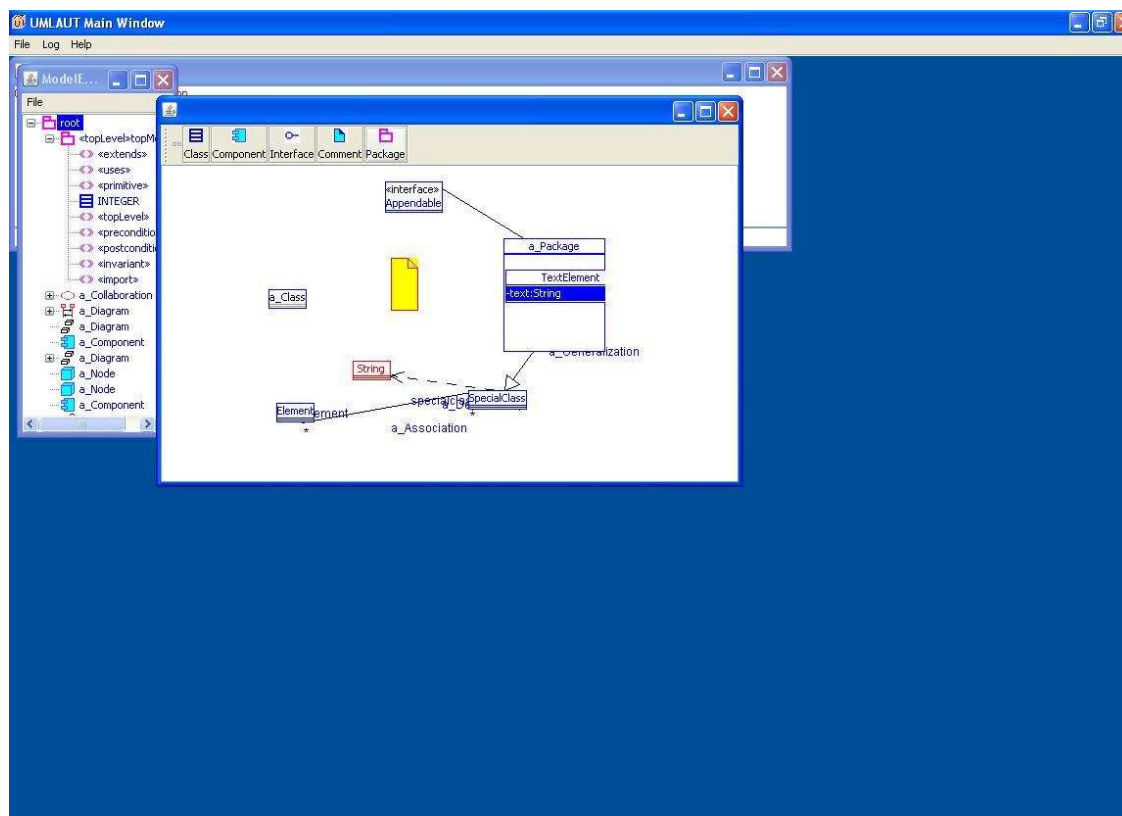 UMLAUT Main Window
File Log Help
ModelE...
File
root
«topLevel»topM
«extends»
«uses»
«primitive»
INTEGER
«topLevel»
«preconditio
«postconditi
«invariant»
«import»
a_Collaboration
a_Diagram
a_Diagram
a_Component
a_Diagram
a_Node
a_Node
a_Component
Class Component Interface Comment Package
«interface»
Appendable
a_Package
TextElement
-text:String
a_Class
a_Generalization
String
specialcl
SpecialClass
Element
ement
*
*
a_Association